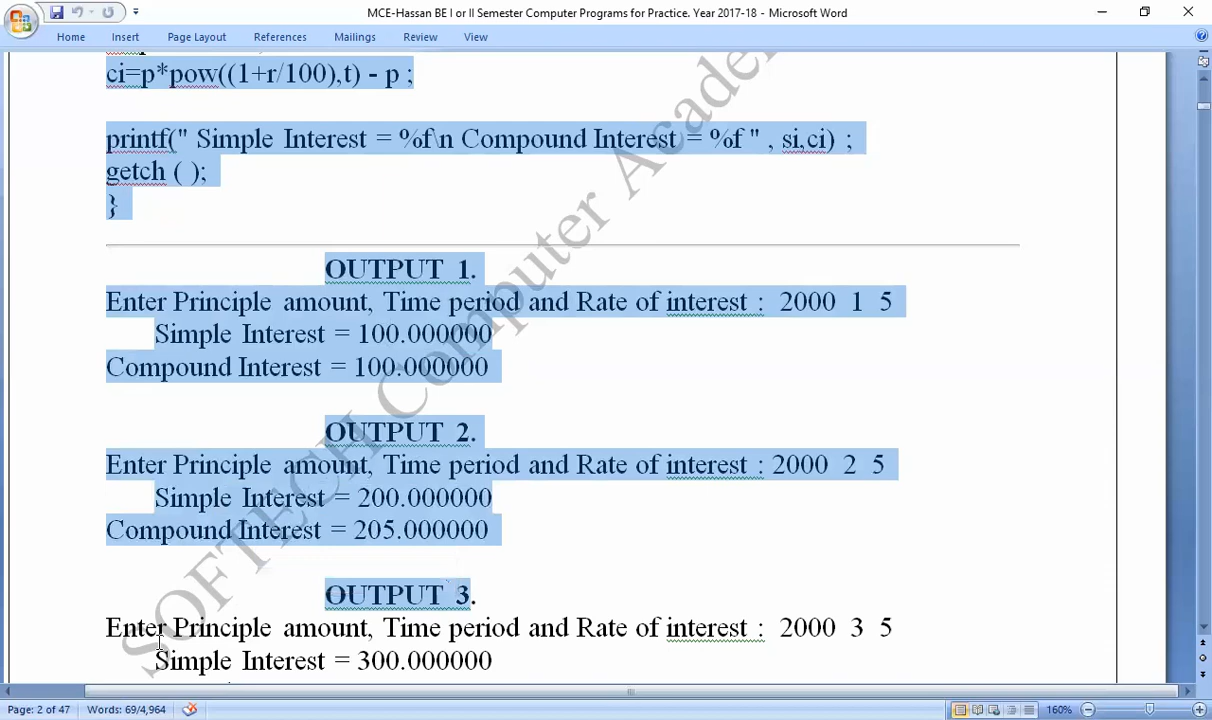 MCE-Hassan BE I or II Semester Computer Programs for Practice. Year 2017-18 - Microsoft Word
Home Insert Page Layout References Mailings Review View
ci=p*pow((1+r/100),t) - p ;
printf(" Simple Interest = %f\n Compound Interest = %f " , si,ci) ;
getch ( );
}
OUTPUT 1.
Enter Principle amount, Time period and Rate of interest : 2000 1 5
Simple Interest = 100.000000
Compound Interest = 100.000000
OUTPUT 2.
Enter Principle amount, Time period and Rate of interest : 2000 2 5
Simple Interest = 200.000000
Compound Interest = 205.000000
OUTPUT 3.
Enter Principle amount, Time period and Rate of interest : 2000 3 5
Simple Interest = 300.000000
SOFTECH Computer Academ
Page: 2 of 47 Words: 69/4,964 160%